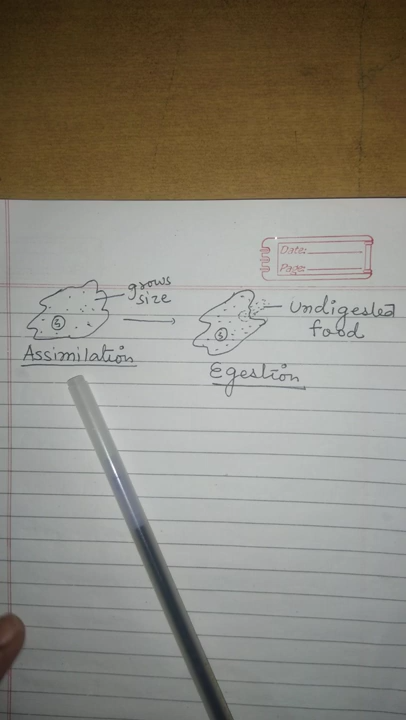 Date:
Page:
grows
size
Undigested
food
Assimilation
Egestion